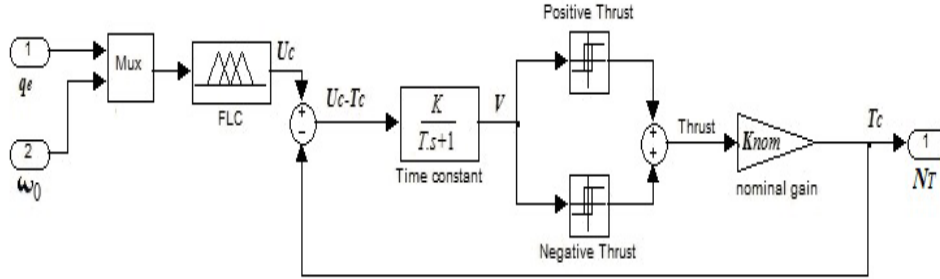 Positive Thrust
1
qe
Mux
Uc
FLC
+
−
Uc-Tc
K
T.s+1
Time constant
V
+
+
Thrust
Knom
nominal gain
Tc
1
NT
2
ω0
Negative Thrust